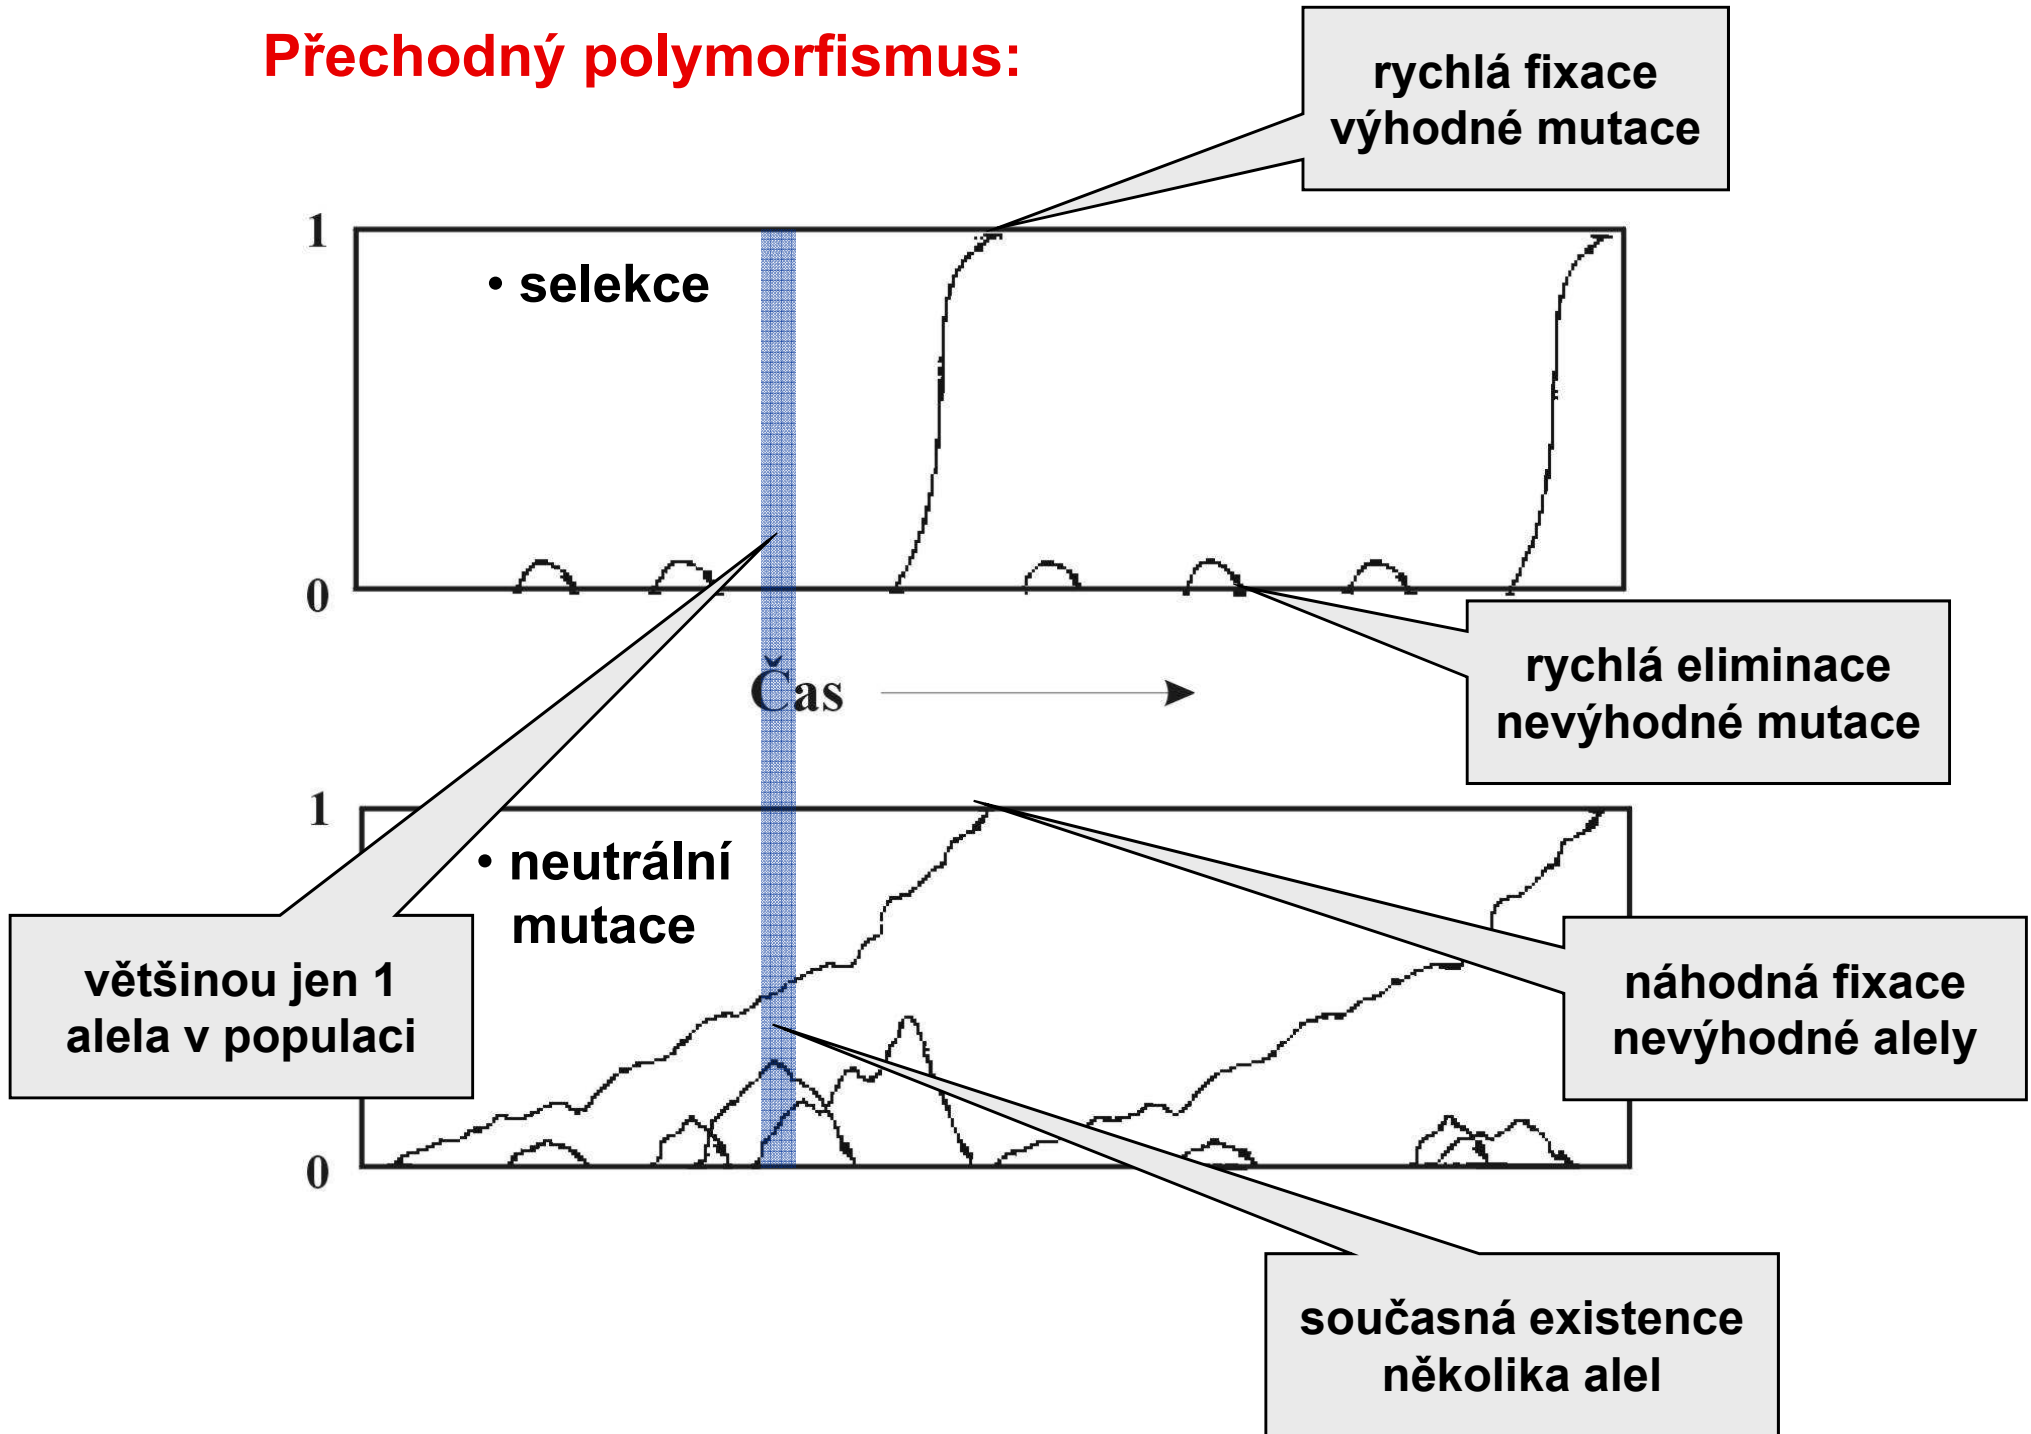 Přechodný polymorfismus:
rychlá fixace
výhodné mutace
1
• selekce
0
rychlá eliminace
nevýhodné mutace
Čas
1
• neutrální
mutace
většinou jen 1
alela v populaci
náhodná fixace
nevýhodné alely
0
současná existence
několika alel